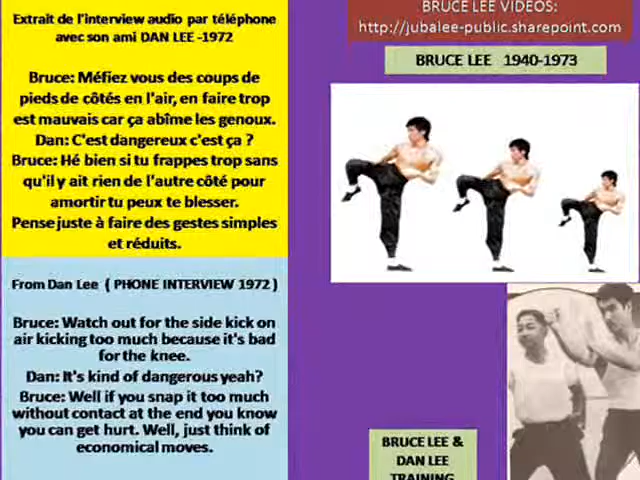 Extrait de l'interview audio par téléphone
avec son ami DAN LEE -1972
Bruce: Méfiez vous des coups de
pieds de côtés en l'air, en faire trop
est mauvais car ça abîme les genoux.
Dan: C'est dangereux c'est ça ?
Bruce: Hé bien si tu frappes trop sans
qu'il y ait rien de l'autre côté pour
amortir tu peux te blesser.
Pense juste à faire des gestes simples
et réduits.
From Dan Lee ( PHONE INTERVIEW 1972 )
Bruce: Watch out for the side kick on
air kicking too much because it's bad
for the knee.
Dan: It's kind of dangerous yeah?
Bruce: Well if you snap it too much
without contact at the end you know
you can get hurt. Well, just think of
economical moves.
BRUCE LEE VIDEOS:
http://jubalee-public.sharepoint.com
BRUCE LEE 1940-1973
BRUCE LEE &
DAN LEE
TRAINING